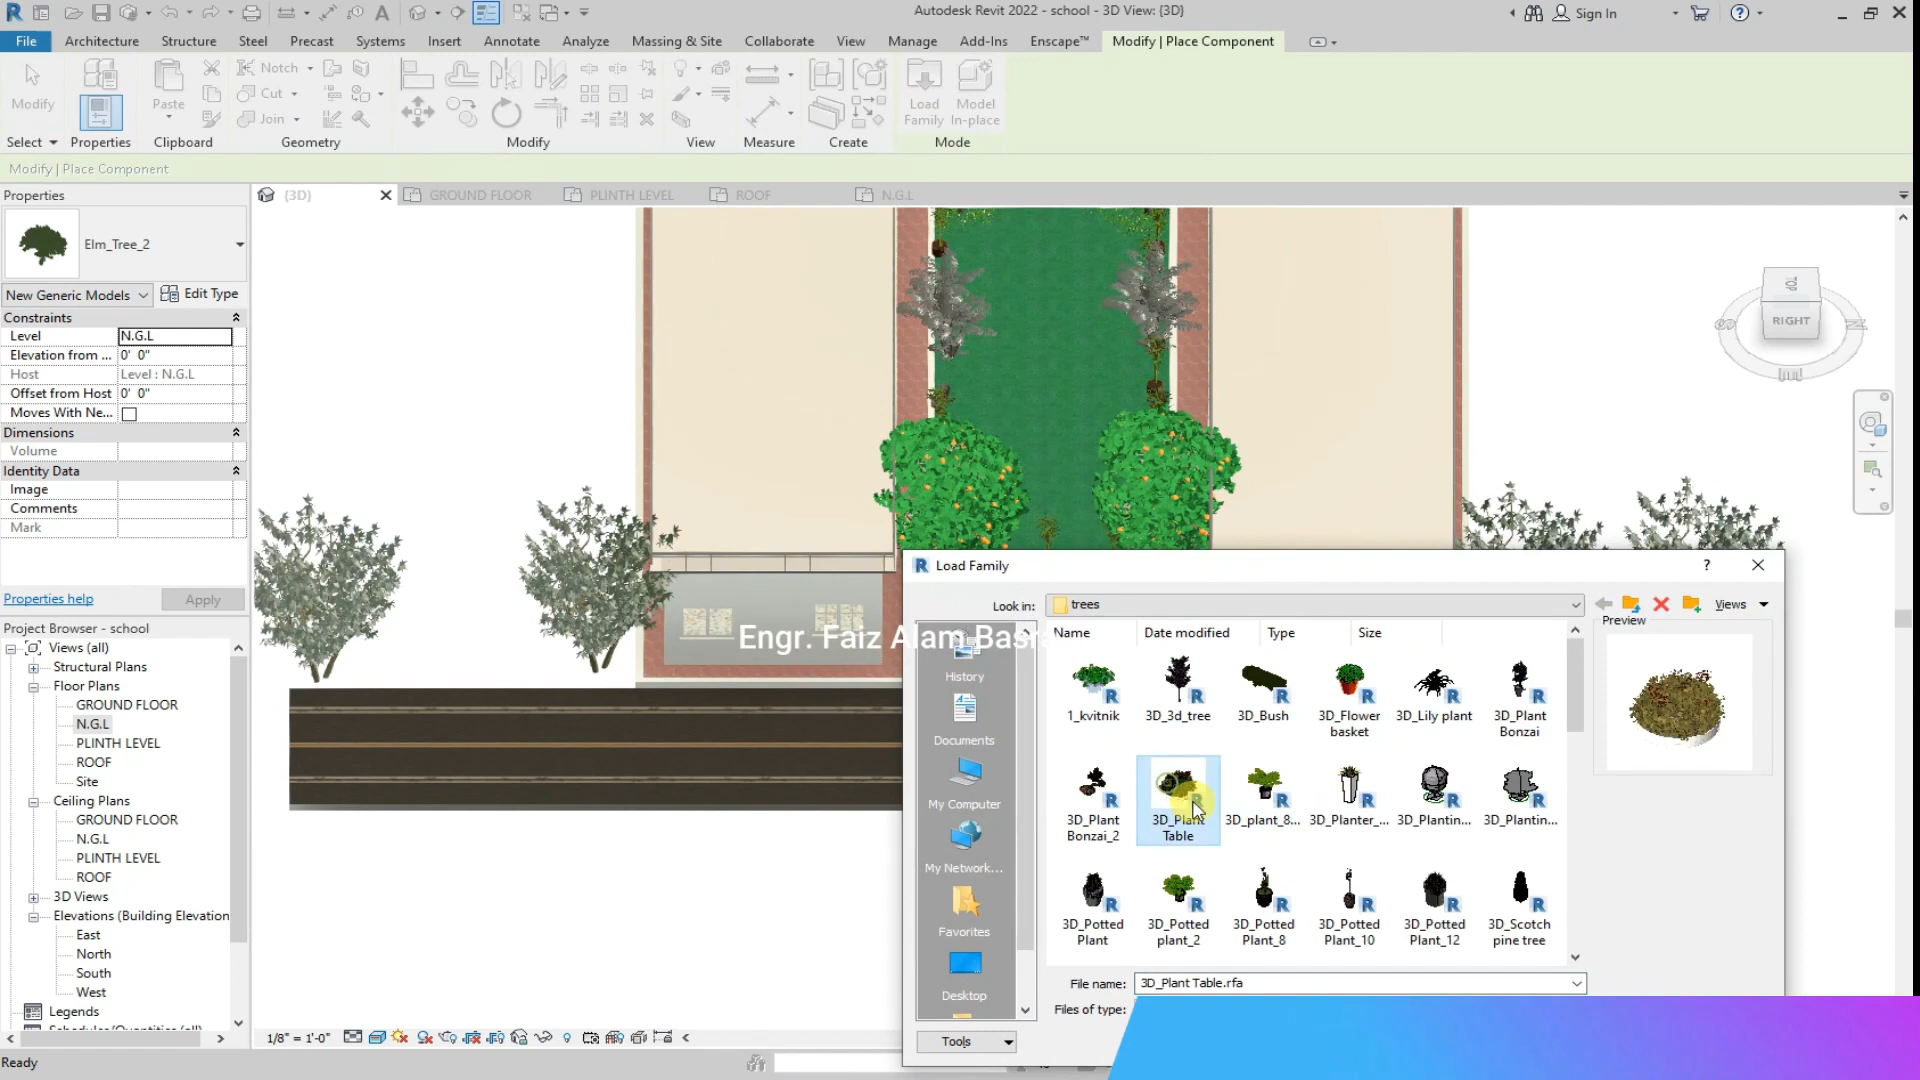 Autodesk Revit 2022 - school - 3D View: {3D}
Sign In
File Architecture Structure Steel Precast Systems Insert Annotate Analyze Massing & Site Collaborate View Manage Add-Ins Enscape™ Modify | Place Component
Modify
Paste
Notch
Cut
Join
Load Family
Model In-place
Select Properties Clipboard Geometry Modify View Measure Create Mode
Modify | Place Component
Properties
{3D} GROUND FLOOR PLINTH LEVEL ROOF N.G.L
Elm_Tree_2
New Generic Models Edit Type
Constraints
Level N.G.L
Elevation from ... 0' 0"
Host Level : N.G.L
Offset from Host 0' 0"
Moves With Ne...
Dimensions
Volume
Identity Data
Image
Comments
Mark
Properties help Apply
Project Browser - school
Views (all)
Structural Plans
Floor Plans
GROUND FLOOR
N.G.L
PLINTH LEVEL
ROOF
Site
Ceiling Plans
GROUND FLOOR
N.G.L
PLINTH LEVEL
ROOF
3D Views
Elevations (Building Elevation
East
North
South
West
Legends
Schedules/Quantities (all)
TOP
RIGHT
Engr. Faiz Alam Basra
Load Family
Look in: trees Views
Name Date modified Type Size
Preview
History
Documents
My Computer
My Network...
Favorites
Desktop
1_kvitnik 3D_3d_tree 3D_Bush 3D_Flower basket 3D_Lily plant 3D_Plant Bonzai
3D_Plant Bonzai_2 3D_Plant Table 3D_plant_8... 3D_Planter_... 3D_Plantin... 3D_Plantin...
3D_Potted Plant 3D_Potted plant_2 3D_Potted Plant_8 3D_Potted Plant_10 3D_Potted Plant_12 3D_Scotch pine tree
File name: 3D_Plant Table.rfa
Files of type:
Tools
1/8" = 1'-0"
Ready